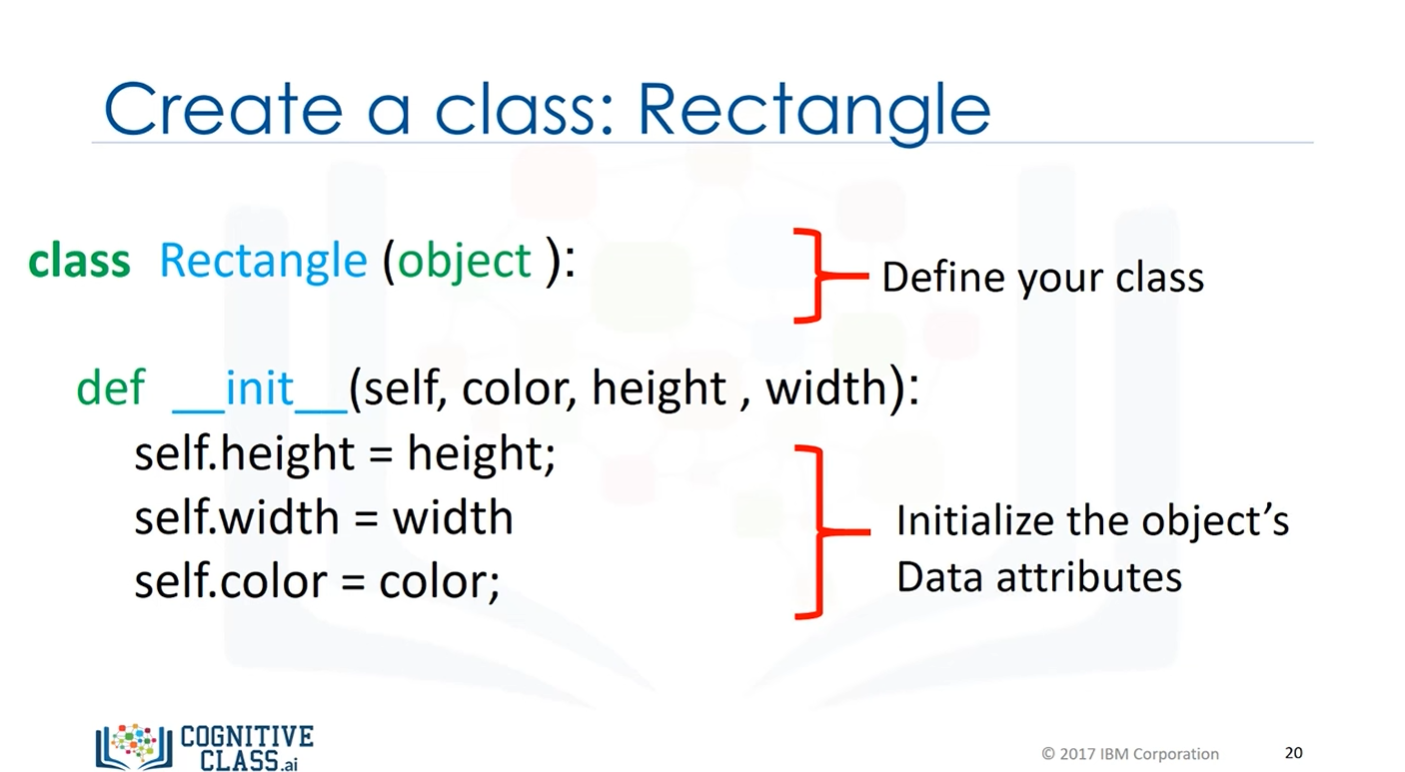 Create a class: Rectangle
class Rectangle (object ):
Define your class
def __init__(self, color, height , width):
self.height = height;
self.width = width
self.color = color;
Initialize the object’s
Data attributes
COGNITIVE
CLASS.ai
© 2017 IBM Corporation
20